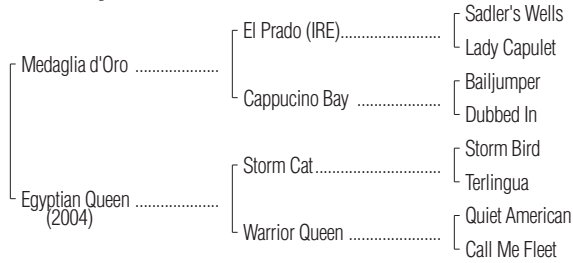 Sadler's Wells
El Prado (IRE)....................
Lady Capulet
Medaglia d'Oro ....................
Bailjumper
Cappucino Bay ....................
Dubbed In
Storm Bird
Storm Cat..............................
Terlingua
Egyptian Queen ....................
(2004)
Quiet American
Warrior Queen ......................
Call Me Fleet